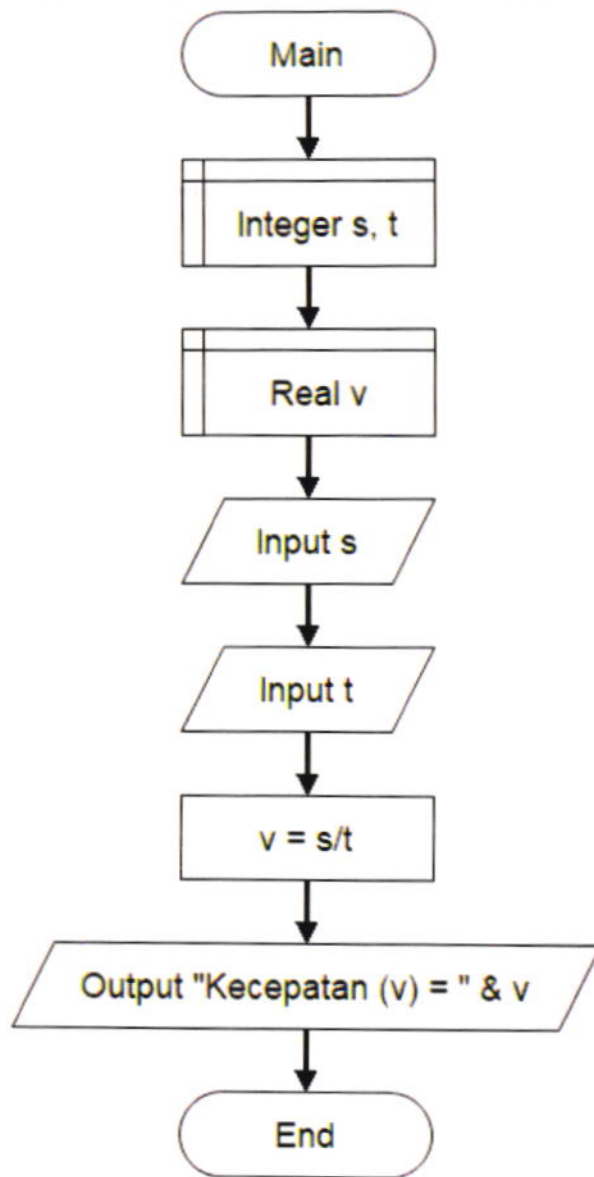 Main
Integer s, t
Real v
Input s
Input t
v = s/t
Output "Kecepatan (v) = " & v
End